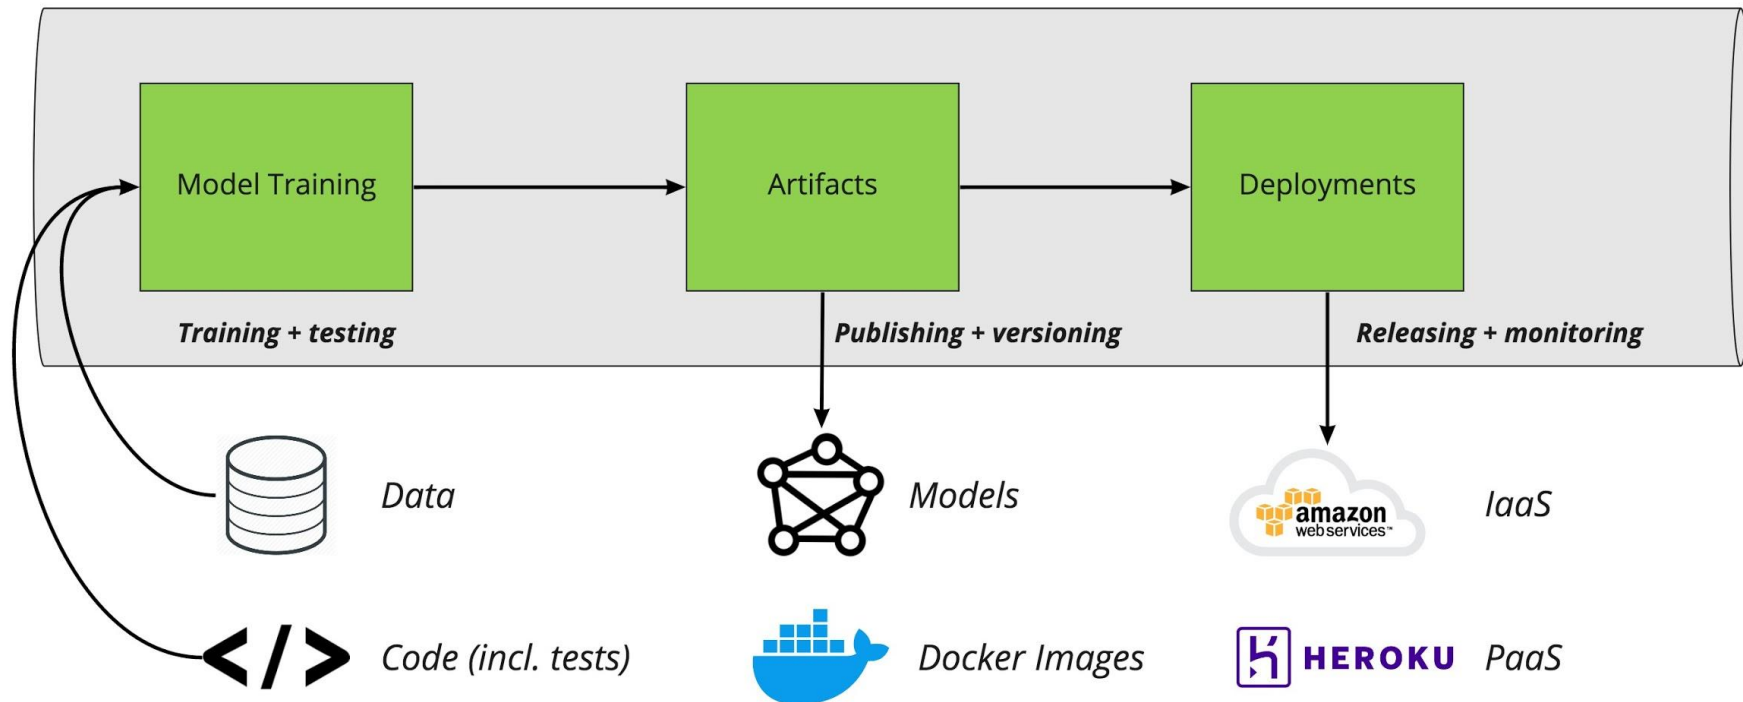 Model Training
Artifacts
Deployments
Training + testing
Publishing + versioning
Releasing + monitoring
Data
Models
amazon
webservices™
IaaS
</>
Code (incl. tests)
Docker Images
HEROKU
PaaS